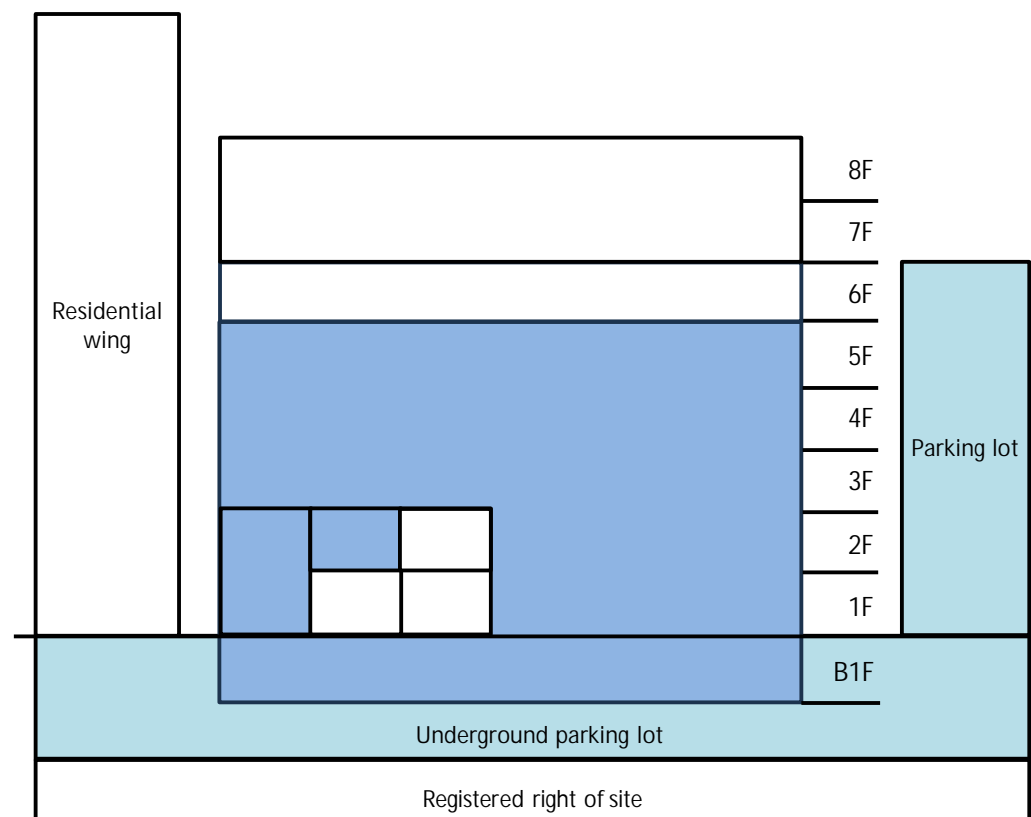 8F
7F
Residential
wing
6F
5F
4F
Parking lot
3F
2F
1F
B1F
Underground parking lot
Registered right of site